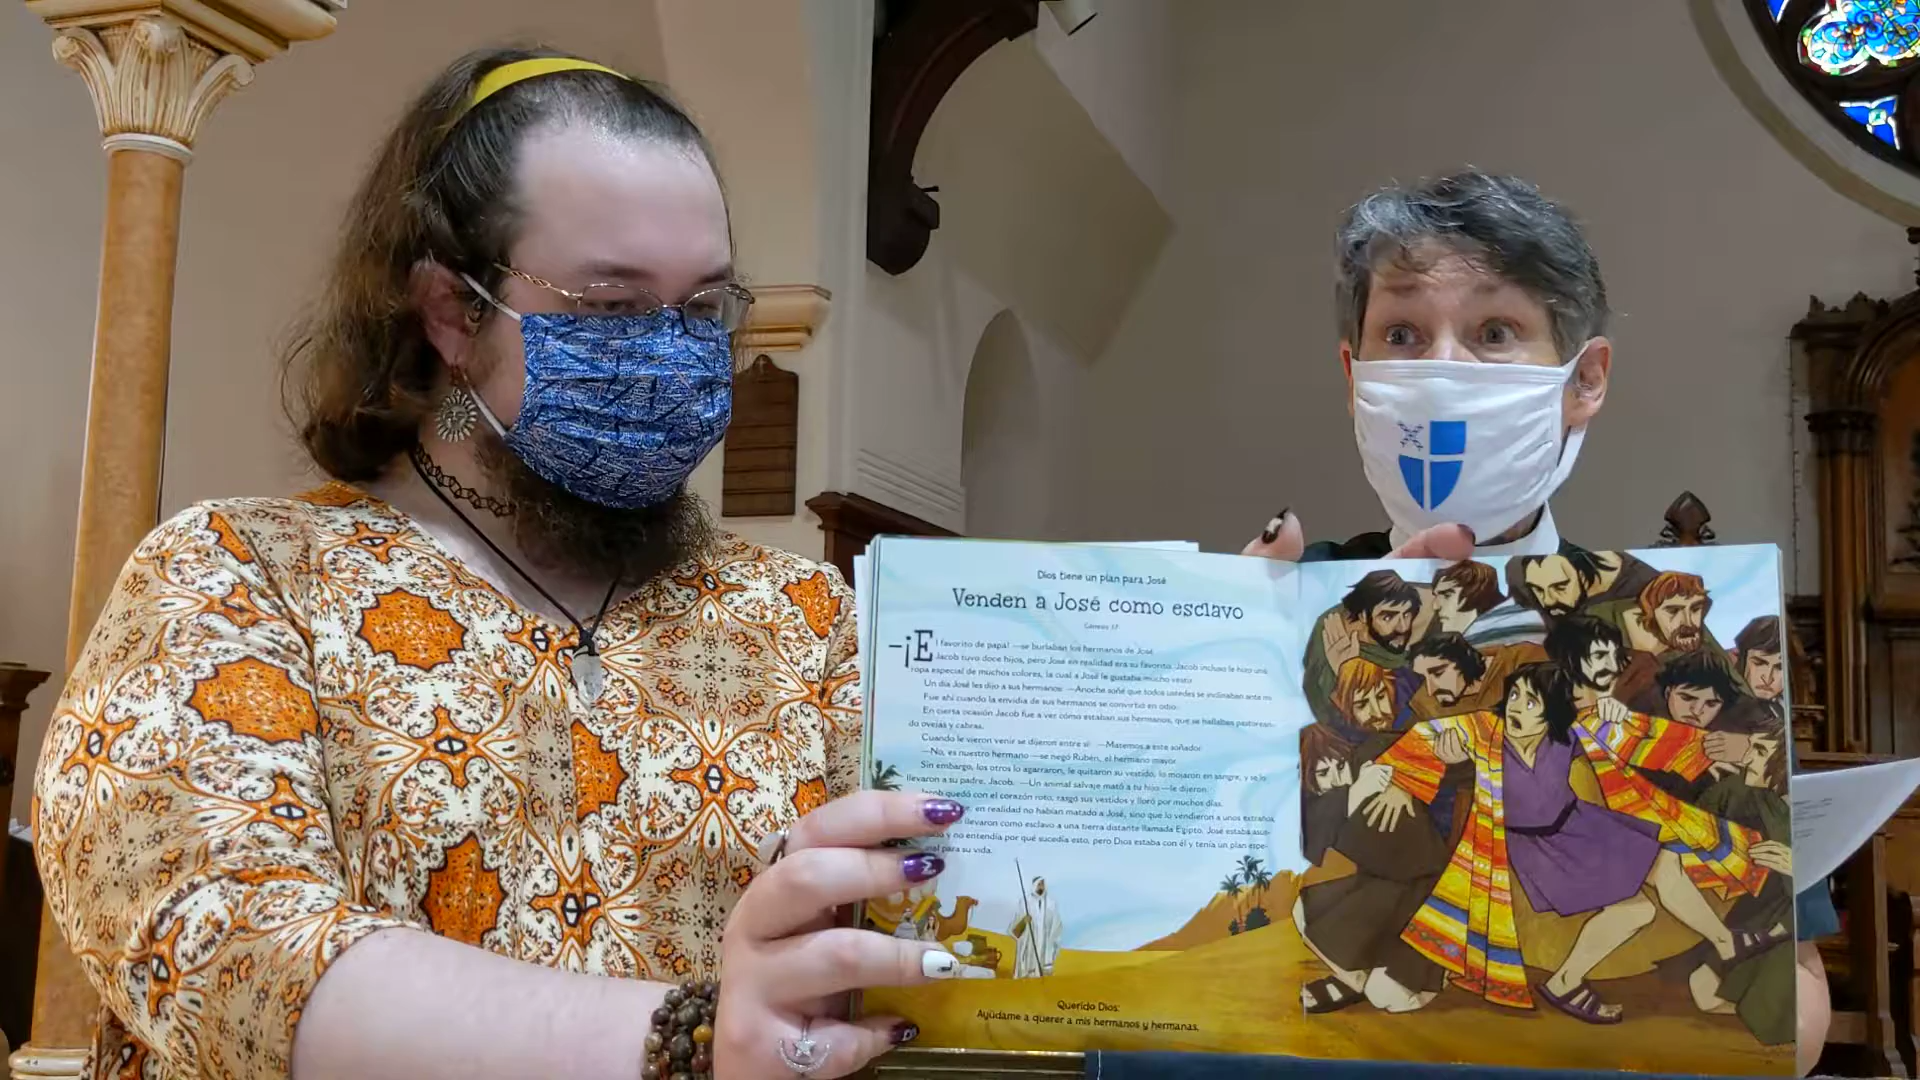 Dios tiene un plan para José
Venden a José como esclavo
Génesis 37
–¡El favorito de papá! —se burlaban los hermanos de José.
Jacob tuvo doce hijos, pero José en realidad era su favorito. Jacob incluso le hizo una
ropa especial de muchos colores, la cual a José le gustaba mucho vestir.
Un día José les dijo a sus hermanos: —Anoche soñé que todos ustedes se inclinaban ante mí.
Fue ahí cuando la envidia de sus hermanos se convirtió en odio.
En cierta ocasión Jacob fue a ver cómo estaban sus hermanos, que se hallaban pastorean-
do ovejas y cabras.
Cuando le vieron venir se dijeron entre sí: —Matemos a este soñador.
—No, es nuestro hermano —se negó Rubén, el hermano mayor.
Sin embargo, los otros lo agarraron, le quitaron su vestido, lo mojaron en sangre, y se lo
llevaron a su padre, Jacob. —Un animal salvaje mató a tu hijo —le dijeron.
Jacob quedó con el corazón roto, rasgó sus vestidos y lloró por muchos días.
en realidad no habían matado a José, sino que lo vendieron a unos extraños,
llevaron como esclavo a una tierra distante llamada Egipto. José estaba asus-
y no entendía por qué sucedía esto, pero Dios estaba con él y tenía un plan espe-
para su vida.
Querido Dios:
Ayúdame a querer a mis hermanos y hermanas.